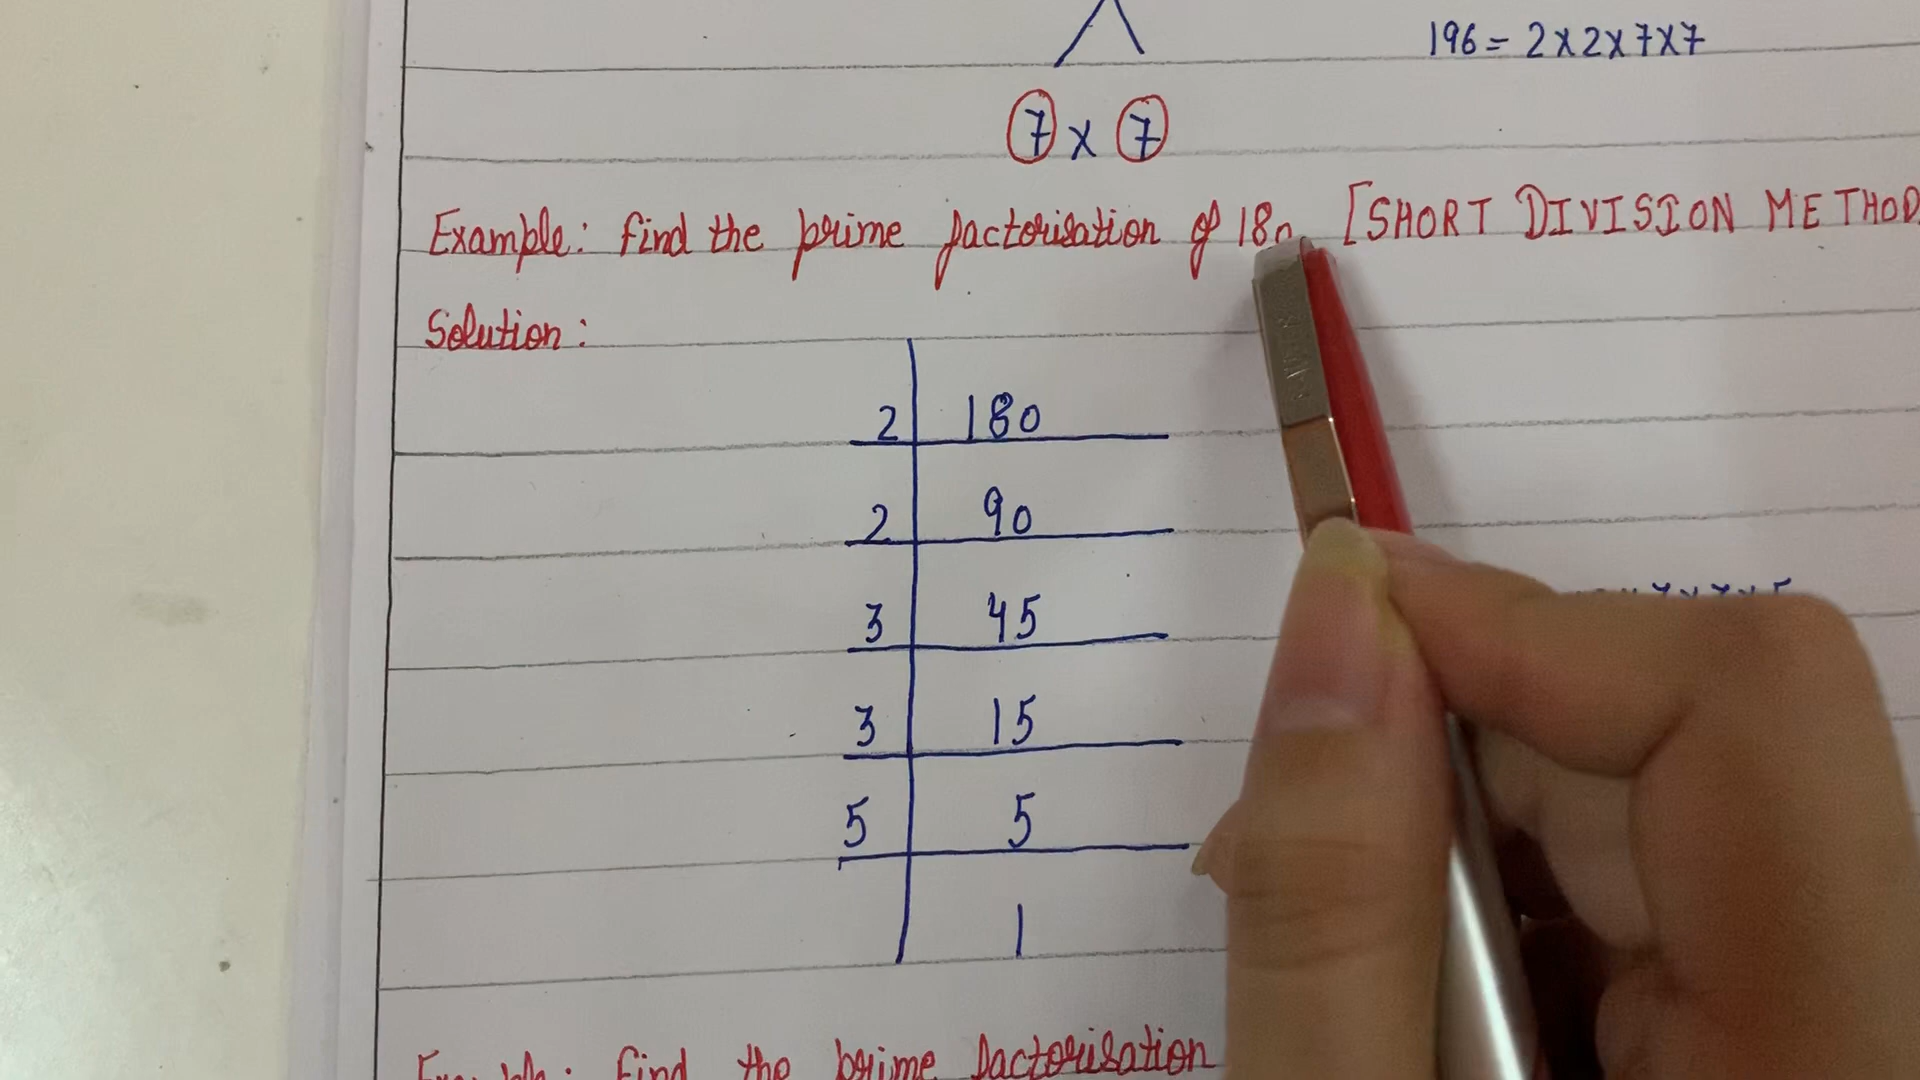 196 = 2x2x7x7
7 x 7
Example: find the prime factorisation of 180. [SHORT DIVISION METHOD
Solution:
2 180
2 90
3 45
3 15
5 5
1
find the prime factorisation